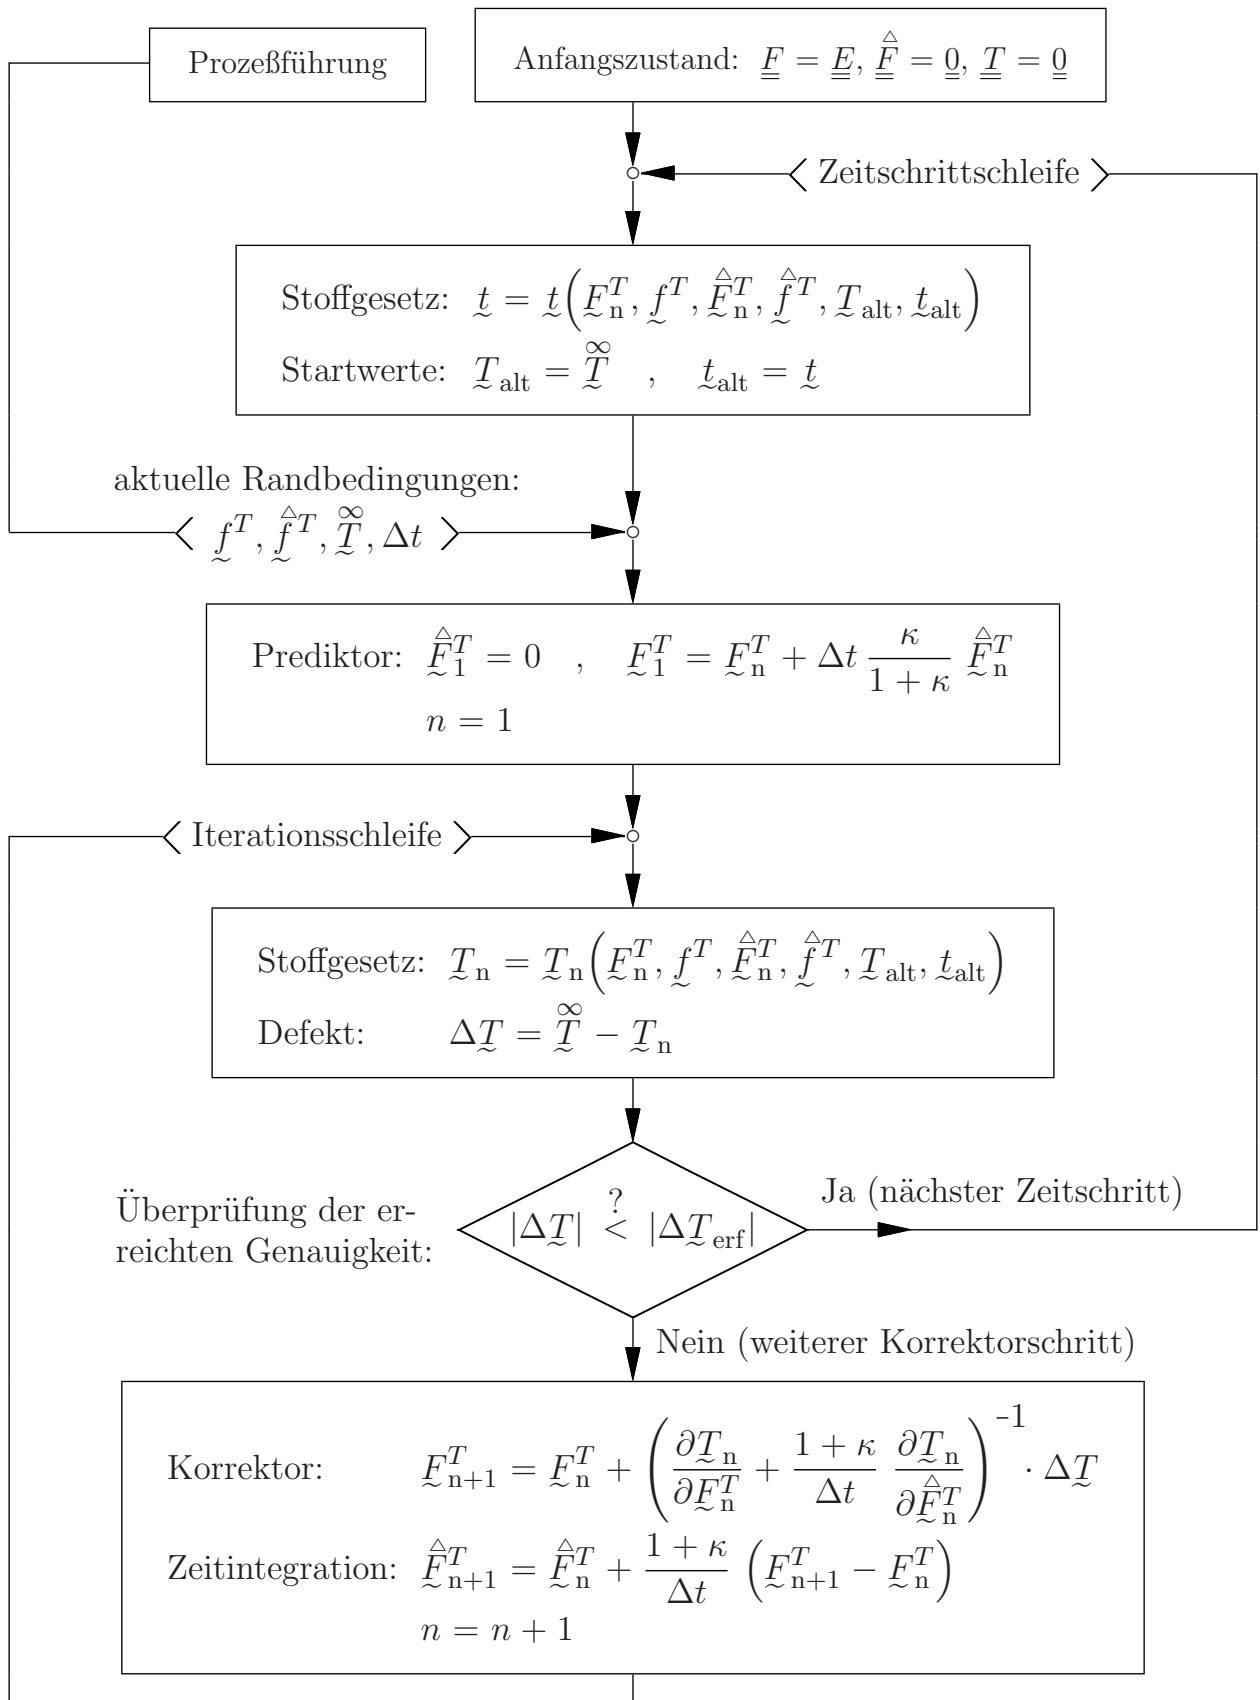 Prozeßführung
Anfangszustand: F = E, F̂ = 0, T = 0
Zeitschrittschleife
Stoffgesetz: t = t(F_n^T, f^T, F̂_n^T, f̂^T, T_alt, t_alt)
Startwerte: T_alt = T^∞ , t_alt = t
aktuelle Randbedingungen:
f^T, f̂^T, T^∞, Δt
Prediktor: F̂_1^T = 0 , F_1^T = F_n^T + Δt κ/(1 + κ) F̂_n^T
n = 1
Iterationsschleife
Stoffgesetz: T_n = T_n(F_n^T, f^T, F̂_n^T, f̂^T, T_alt, t_alt)
Defekt: ΔT = T^∞ − T_n
Überprüfung der er-
reichten Genauigkeit:
|ΔT| <^? |ΔT_erf|
Ja (nächster Zeitschritt)
Nein (weiterer Korrektorschritt)
Korrektor: F_{n+1}^T = F_n^T + (∂T_n/∂F_n^T + (1 + κ)/Δt ∂T_n/∂F̂_n^T)^{-1} · ΔT
Zeitintegration: F̂_{n+1}^T = F̂_n^T + (1 + κ)/Δt (F_{n+1}^T − F_n^T)
n = n + 1